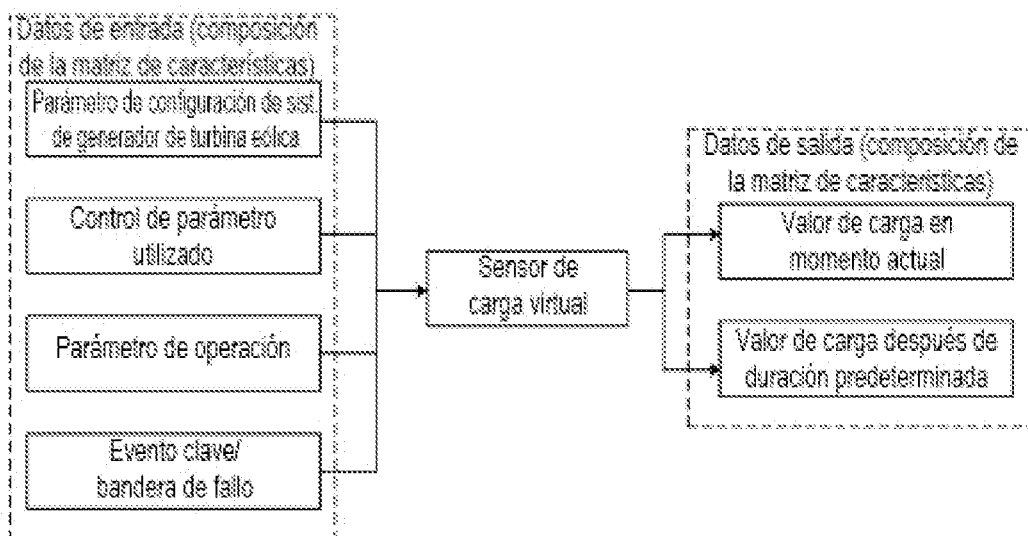 Datos de entrada (composición
de la matriz de características)
Parámetro de configuración de sist.
de generador de turbina eólica
Control de parámetro
utilizado
Parámetro de operación
Evento clave/
bandera de fallo
Sensor de
carga virtual
Datos de salida (composición de
la matriz de características)
Valor de carga en
momento actual
Valor de carga después de
duración predeterminada